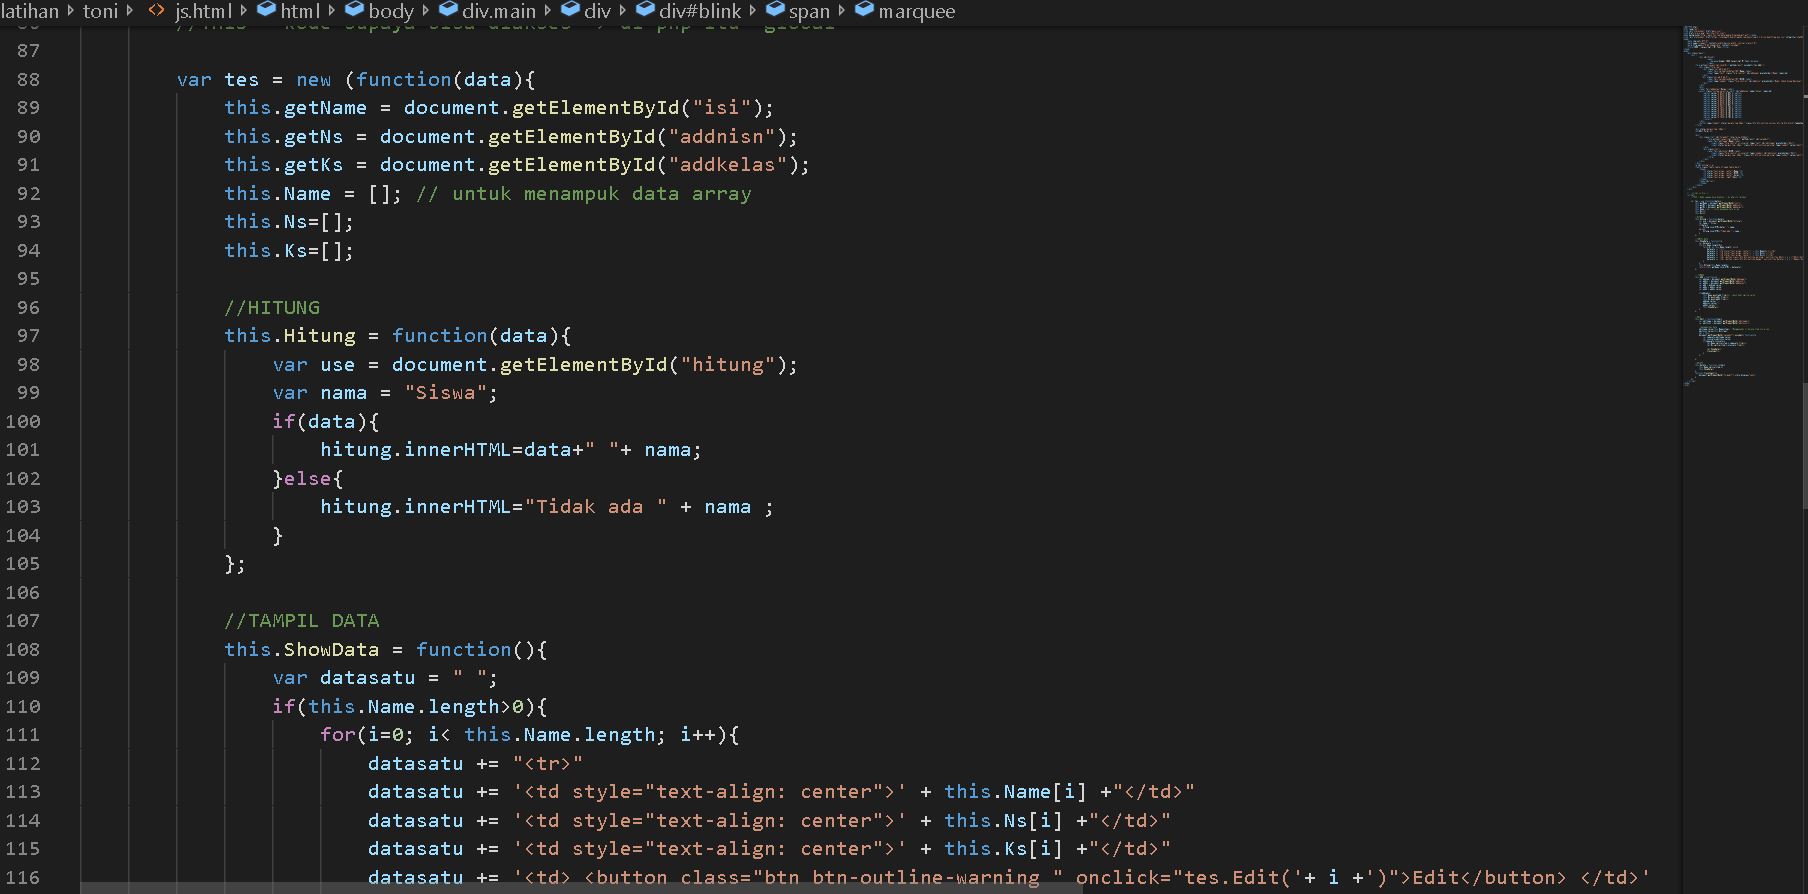 latihan › toni › <> js.html › html › body › div.main › div › div#blink › span › marquee
87
88 var tes = new (function(data){
89 this.getName = document.getElementById("isi");
90 this.getNs = document.getElementById("addnisn");
91 this.getKs = document.getElementById("addkelas");
92 this.Name = []; // untuk menampuk data array
93 this.Ns=[];
94 this.Ks=[];
95
96 //HITUNG
97 this.Hitung = function(data){
98 var use = document.getElementById("hitung");
99 var nama = "Siswa";
100 if(data){
101 hitung.innerHTML=data+" "+ nama;
102 }else{
103 hitung.innerHTML="Tidak ada " + nama ;
104 }
105 };
106
107 //TAMPIL DATA
108 this.ShowData = function(){
109 var datasatu = " ";
110 if(this.Name.length>0){
111 for(i=0; i< this.Name.length; i++){
112 datasatu += "<tr>"
113 datasatu += '<td style="text-align: center">' + this.Name[i] +"</td>"
114 datasatu += '<td style="text-align: center">' + this.Ns[i] +"</td>"
115 datasatu += '<td style="text-align: center">' + this.Ks[i] +"</td>"
116 datasatu += '<td> <button class="btn btn-outline-warning " onclick="tes.Edit('+ i +')">Edit</button> </td>'